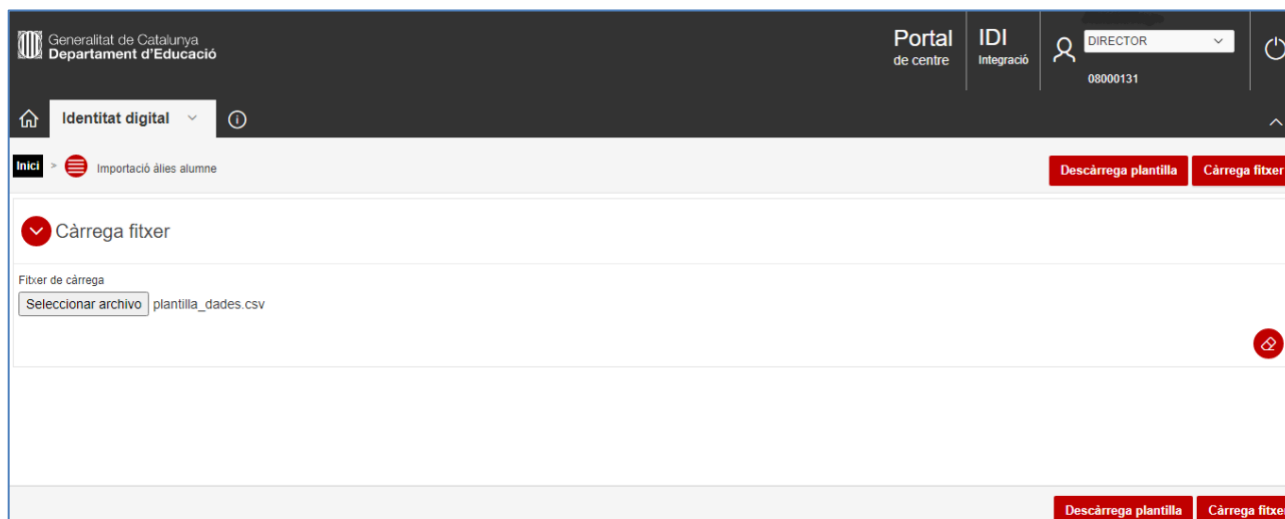 Generalitat de Catalunya
Departament d'Educació
Portal
de centre
IDI
Integració
DIRECTOR
08000131
Identitat digital
Inici > Importació àlies alumne
Descàrrega plantilla
Càrrega fitxer
Càrrega fitxer
Fitxer de càrrega
Seleccionar archivo plantilla_dades.csv
Descàrrega plantilla
Càrrega fitxer